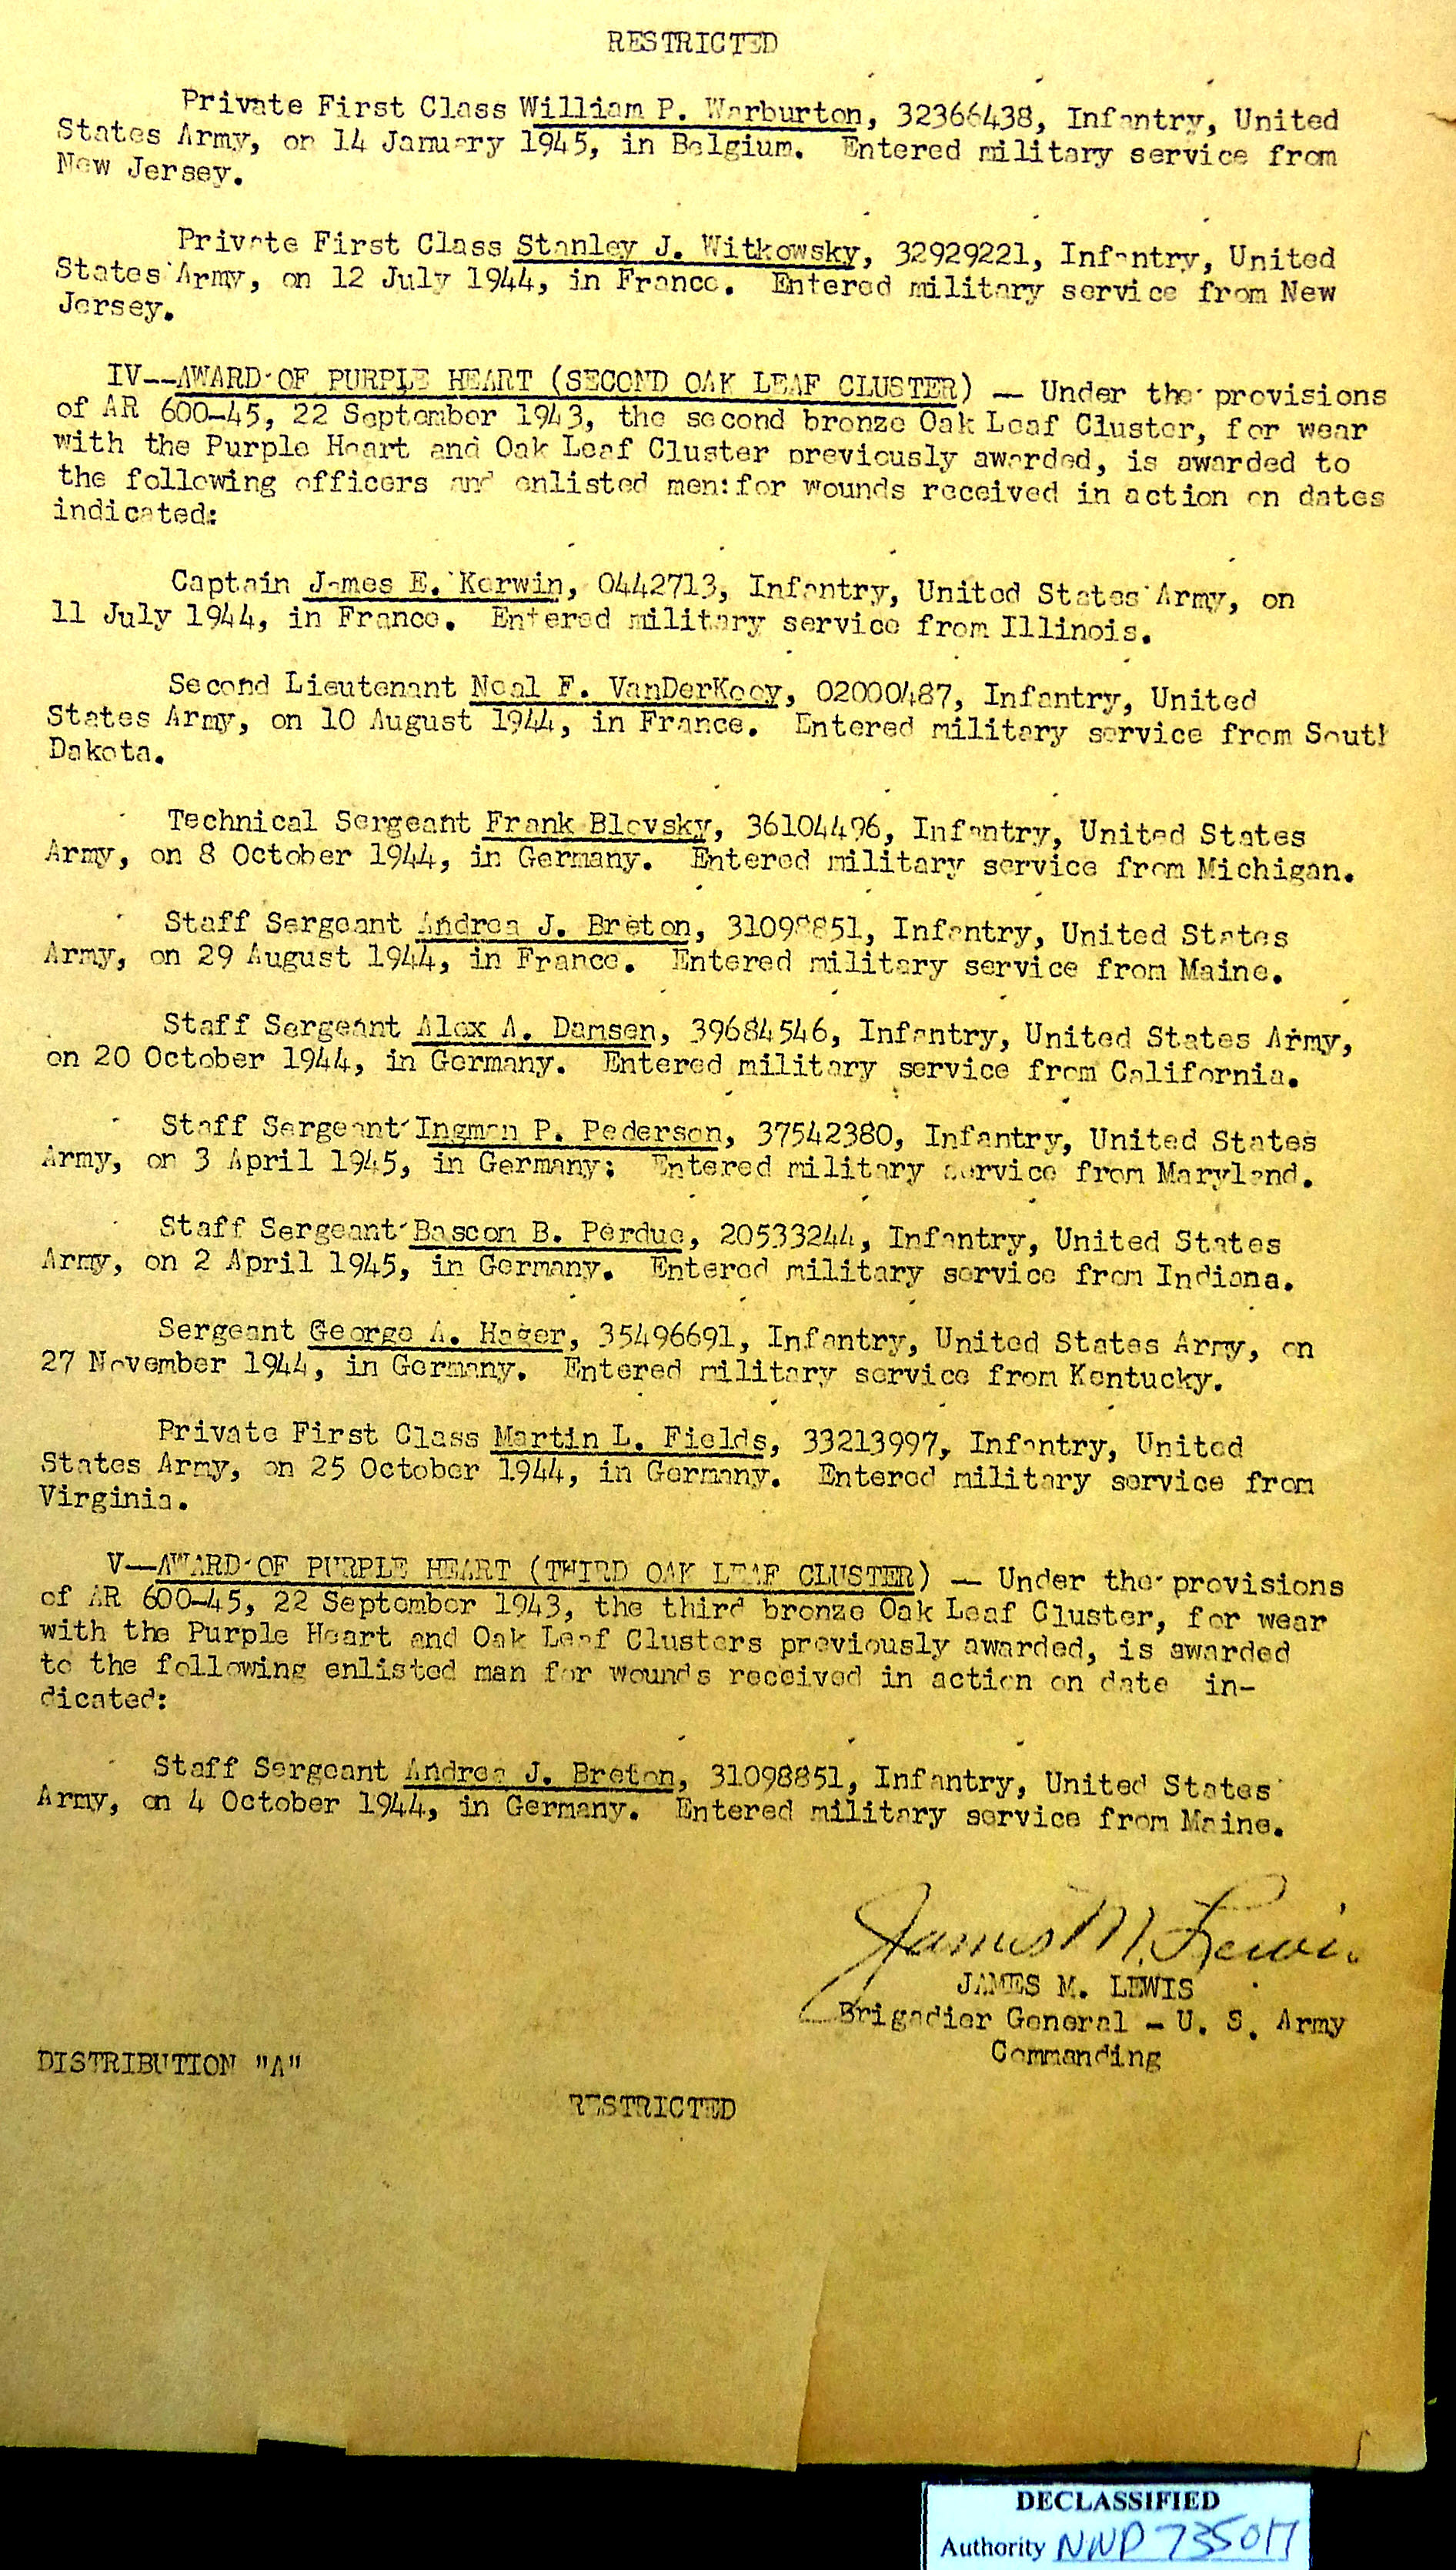 RESTRICTED
Private First Class William P. Warburton, 32366438, Infantry, United
States Army, on 14 January 1945, in Belgium. Entered military service from
New Jersey.
Private First Class Stanley J. Witkowsky, 32929221, Infantry, United
States Army, on 12 July 1944, in France. Entered military service from New
Jersey.
IV--AWARD OF PURPLE HEART (SECOND OAK LEAF CLUSTER) - Under the provisions
of AR 600-45, 22 September 1943, the second bronze Oak Leaf Cluster, for wear
with the Purple Heart and Oak Leaf Cluster previously awarded, is awarded to
the following officers and enlisted men:for wounds received in action on dates
indicated:
Captain James E. Kerwin, 0442713, Infantry, United States Army, on
11 July 1944, in France. Entered military service from Illinois.
Second Lieutenant Neal F. VanDerKooy, 02000487, Infantry, United
States Army, on 10 August 1944, in France. Entered military service from South
Dakota.
Technical Sergeant Frank Blevsky, 36104496, Infantry, United States
Army, on 8 October 1944, in Germany. Entered military service from Michigan.
Staff Sergeant Andrea J. Breton, 31098851, Infantry, United States
Army, on 29 August 1944, in France. Entered military service from Maine.
Staff Sergeant Alex A. Damsen, 39684546, Infantry, United States Army,
on 20 October 1944, in Germany. Entered military service from California.
Staff Sergeant Ingman P. Pederson, 37542380, Infantry, United States
Army, on 3 April 1945, in Germany; Entered military service from Maryland.
Staff Sergeant Bascom B. Perdue, 20533244, Infantry, United States
Army, on 2 April 1945, in Germany. Entered military service from Indiana.
Sergeant George A. Hager, 35496691, Infantry, United States Army, on
27 November 1944, in Germany. Entered military service from Kentucky.
Private First Class Martin L. Fields, 33213997, Infantry, United
States Army, on 25 October 1944, in Germany. Entered military service from
Virginia.
V--AWARD OF PURPLE HEART (THIRD OAK LEAF CLUSTER) - Under the provisions
of AR 600-45, 22 September 1943, the third bronze Oak Leaf Cluster, for wear
with the Purple Heart and Oak Leaf Clusters previously awarded, is awarded
to the following enlisted man for wounds received in action on date in-
dicated:
Staff Sergeant Andrea J. Breton, 31098851, Infantry, United States
Army, on 4 October 1944, in Germany. Entered military service from Maine.
James M. Lewis
JAMES M. LEWIS
Brigadier General - U. S. Army
Commanding
DISTRIBUTION "A"
RESTRICTED
DECLASSIFIED
Authority NND 735017